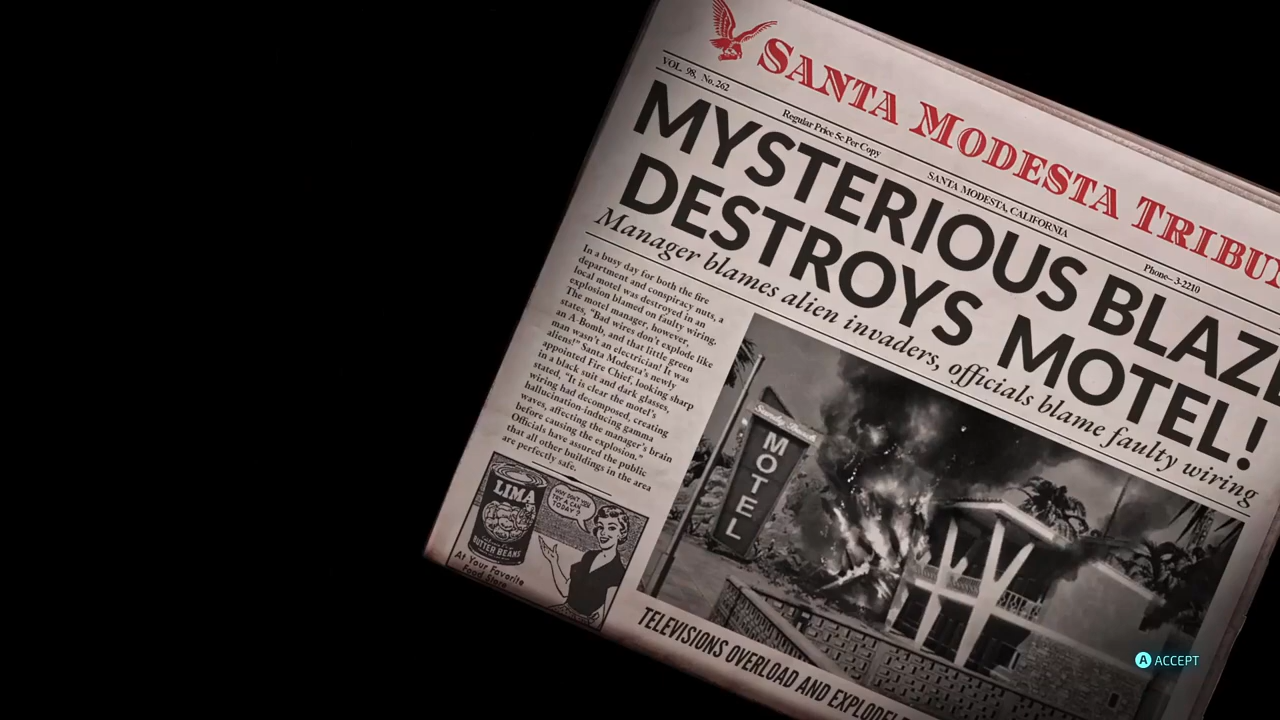 SANTA MODESTA TRIBU
VOL. 98, No. 262
Regular Price 5c Per Copy
SANTA MODESTA, CALIFORNIA
Phone– 3-2210
MYSTERIOUS BLAZE
DESTROYS MOTEL!
Manager blames alien invaders, officials blame faulty wiring
In a busy day for both the fire
department and conspiracy nuts, a
local motel was destroyed in an
explosion blamed on faulty wiring.
The motel manager, however,
states, "Bad wires don't explode like
an A-Bomb, and that little green
man wasn't an electrician! It was
aliens!" Santa Modesta's newly
appointed Fire Chief, looking sharp
in a black suit and dark glasses,
stated, "It is clear the motel's
wiring had decomposed, creating
hallucination-inducing gamma
waves, affecting the manager's brain
before causing the explosion."
Officials have assured the public
that all other buildings in the area
are perfectly safe.
LIMA
BUTTER BEANS
WHY DON'T YOU
TRY A CAN
TODAY?
At Your Favorite
Food Store
MOTEL
TELEVISIONS OVERLOAD AND EXPLODE
A ACCEPT